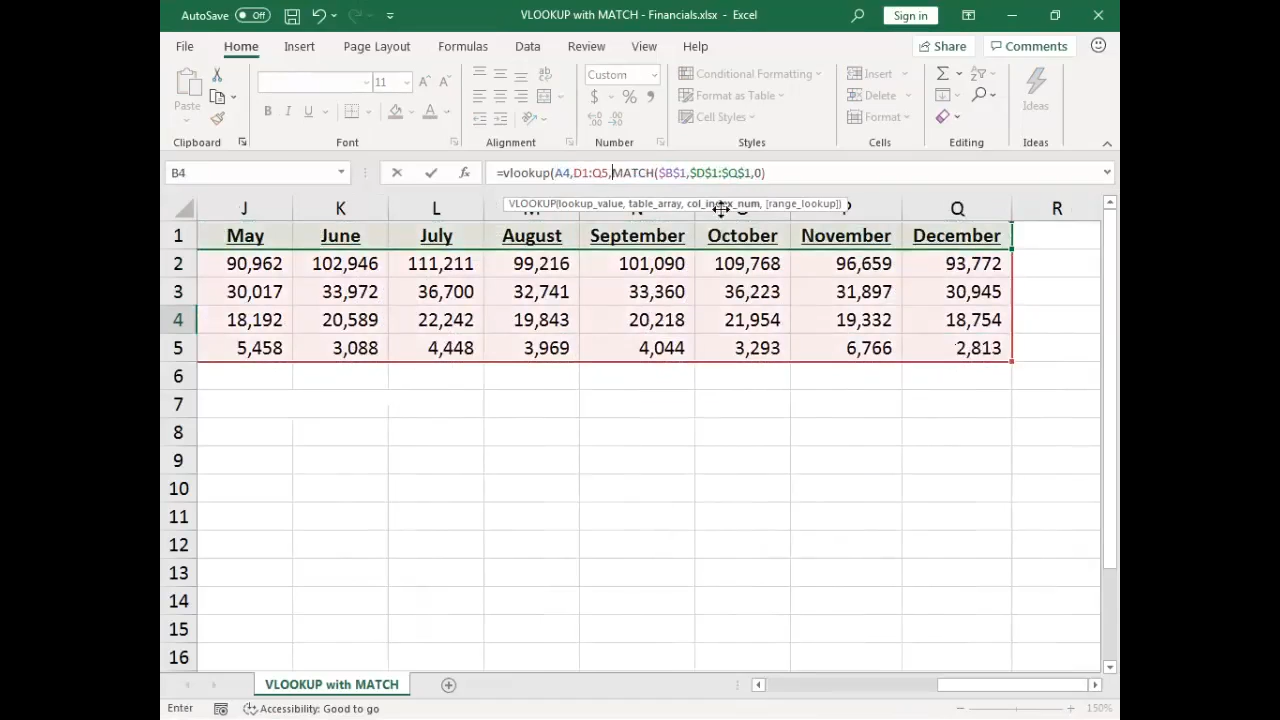 AutoSave Off VLOOKUP with MATCH - Financials.xlsx - Excel Sign in
File Home Insert Page Layout Formulas Data Review View Help Share Comments
11 A A ab Custom Conditional Formatting Insert Ideas
Paste B I U A $ % Format as Table Delete
Cell Styles Format
Clipboard Font Alignment Number Styles Cells Editing Ideas
B4 fx =vlookup(A4,D1:Q5,MATCH($B$1,$D$1:$Q$1,0)
VLOOKUP(lookup_value, table_array, col_index_num, [range_lookup])
J K L Q R
1 May June July August September October November December
2 90,962 102,946 111,211 99,216 101,090 109,768 96,659 93,772
3 30,017 33,972 36,700 32,741 33,360 36,223 31,897 30,945
4 18,192 20,589 22,242 19,843 20,218 21,954 19,332 18,754
5 5,458 3,088 4,448 3,969 4,044 3,293 6,766 2,813
6
7
8
9
10
11
12
13
14
15
16
VLOOKUP with MATCH
Enter Accessibility: Good to go 150%